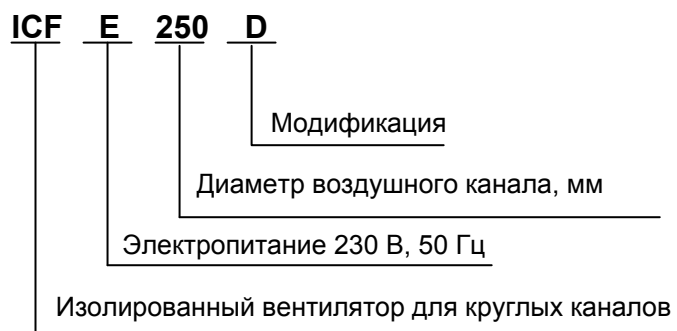 ICF E 250 D
Модификация
Диаметр воздушного канала, мм
Электропитание 230 В, 50 Гц
Изолированный вентилятор для круглых каналов